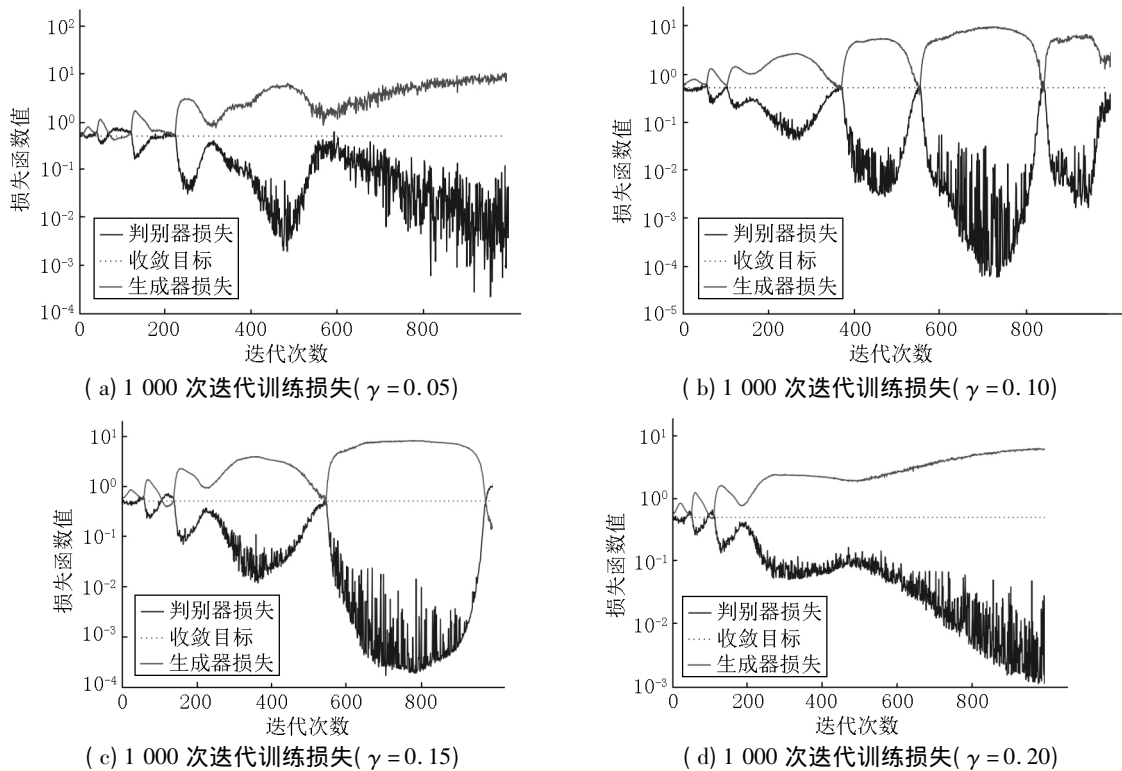 10²
10¹
10⁰
10⁻¹
10⁻²
10⁻³
10⁻⁴
损失函数值
判别器损失
收敛目标
生成器损失
0 200 400 600 800
迭代次数
(a) 1 000 次迭代训练损失(γ=0.05)
10¹
10⁰
10⁻¹
10⁻²
10⁻³
10⁻⁴
10⁻⁵
损失函数值
判别器损失
收敛目标
生成器损失
0 200 400 600 800
迭代次数
(b) 1 000 次迭代训练损失(γ=0.10)
10¹
10⁰
10⁻¹
10⁻²
10⁻³
10⁻⁴
损失函数值
判别器损失
收敛目标
生成器损失
0 200 400 600 800
迭代次数
(c) 1 000 次迭代训练损失(γ=0.15)
10¹
10⁰
10⁻¹
10⁻²
10⁻³
损失函数值
判别器损失
收敛目标
生成器损失
0 200 400 600 800
迭代次数
(d) 1 000 次迭代训练损失(γ=0.20)